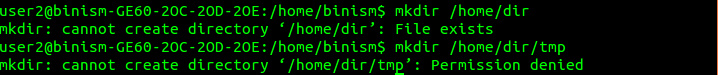 user2@binism-GE60-2OC-2OD-2OE:/home/binism$ mkdir /home/dir
mkdir: cannot create directory ‘/home/dir’: File exists
user2@binism-GE60-2OC-2OD-2OE:/home/binism$ mkdir /home/dir/tmp
mkdir: cannot create directory ‘/home/dir/tmp’: Permission denied